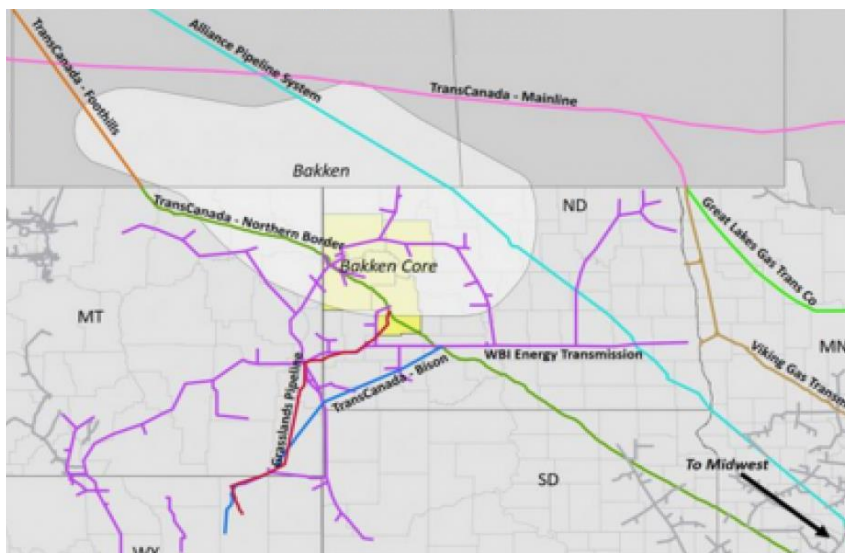 Alliance Pipeline System
TransCanada - Foothills
TransCanada - Mainline
Bakken
ND
TransCanada - Northern Border
Great Lakes Gas Trans Co
Bakken Core
MT
MN
WBI Energy Transmission
Viking Gas Transm
TransCanada - Bison
Grasslands Pipeline
To Midwest
SD
WY